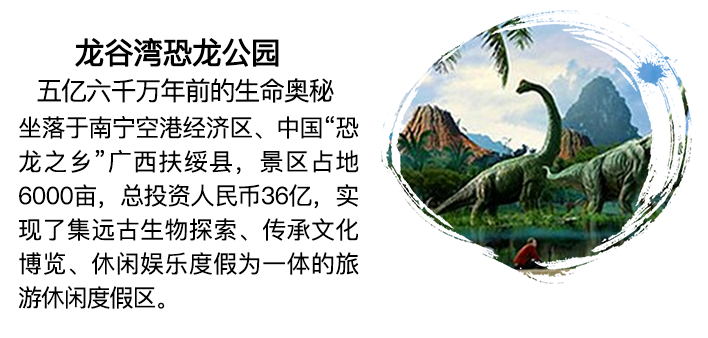 龙谷湾恐龙公园
五亿六千万年前的生命奥秘
坐落于南宁空港经济区、中国“恐
龙之乡”广西扶绥县，景区占地
6000亩，总投资人民币36亿，实
现了集远古生物探索、传承文化
博览、休闲娱乐度假为一体的旅
游休闲度假区。